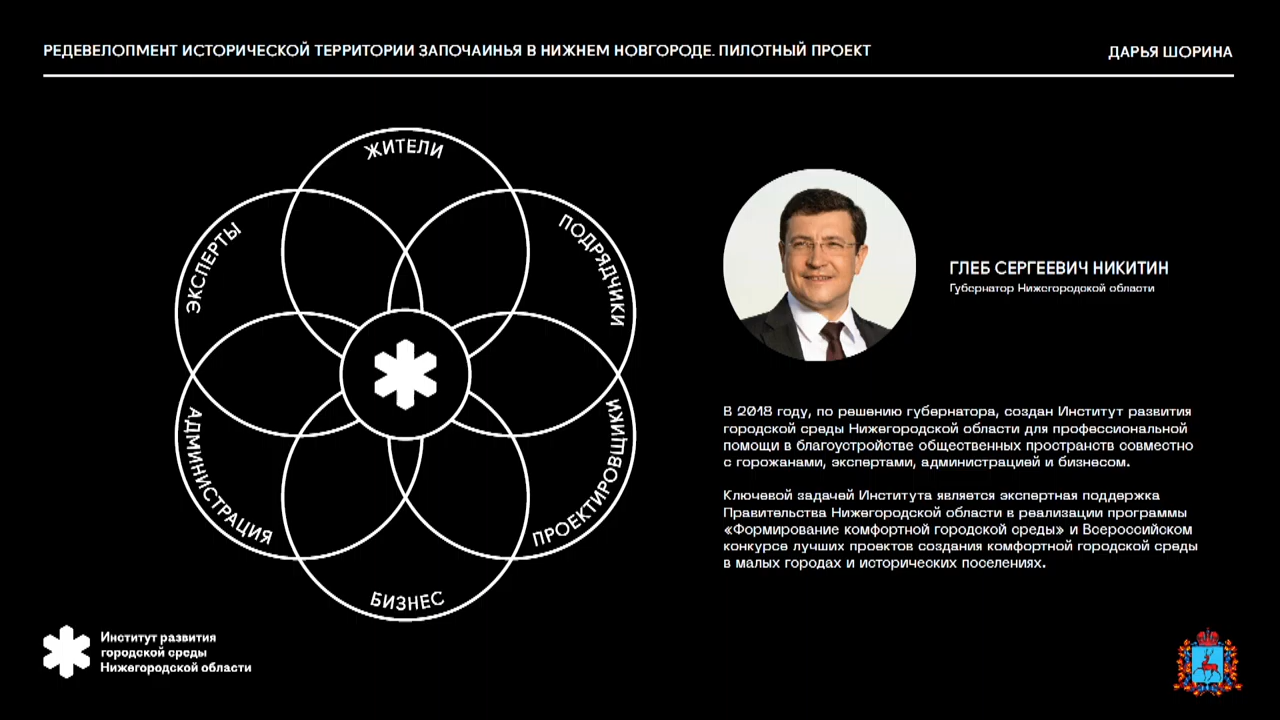 РЕДЕВЕЛОПМЕНТ ИСТОРИЧЕСКОЙ ТЕРРИТОРИИ ЗАПОЧАИНЬЯ В НИЖНЕМ НОВГОРОДЕ. ПИЛОТНЫЙ ПРОЕКТ
ДАРЬЯ ШОРИНА
ЖИТЕЛИ
ЭКСПЕРТЫ
ПОДРЯДЧИКИ
АДМИНИСТРАЦИЯ
ПРОЕКТИРОВЩИКИ
БИЗНЕС
ГЛЕБ СЕРГЕЕВИЧ НИКИТИН
Губернатор Нижегородской области
В 2018 году, по решению губернатора, создан Институт развития
городской среды Нижегородской области для профессиональной
помощи в благоустройстве общественных пространств совместно
с горожанами, экспертами, администрацией и бизнесом.
Ключевой задачей Института является экспертная поддержка
Правительства Нижегородской области в реализации программы
«Формирование комфортной городской среды» и Всероссийском
конкурсе лучших проектов создания комфортной городской среды
в малых городах и исторических поселениях.
Институт развития
городской среды
Нижегородской области